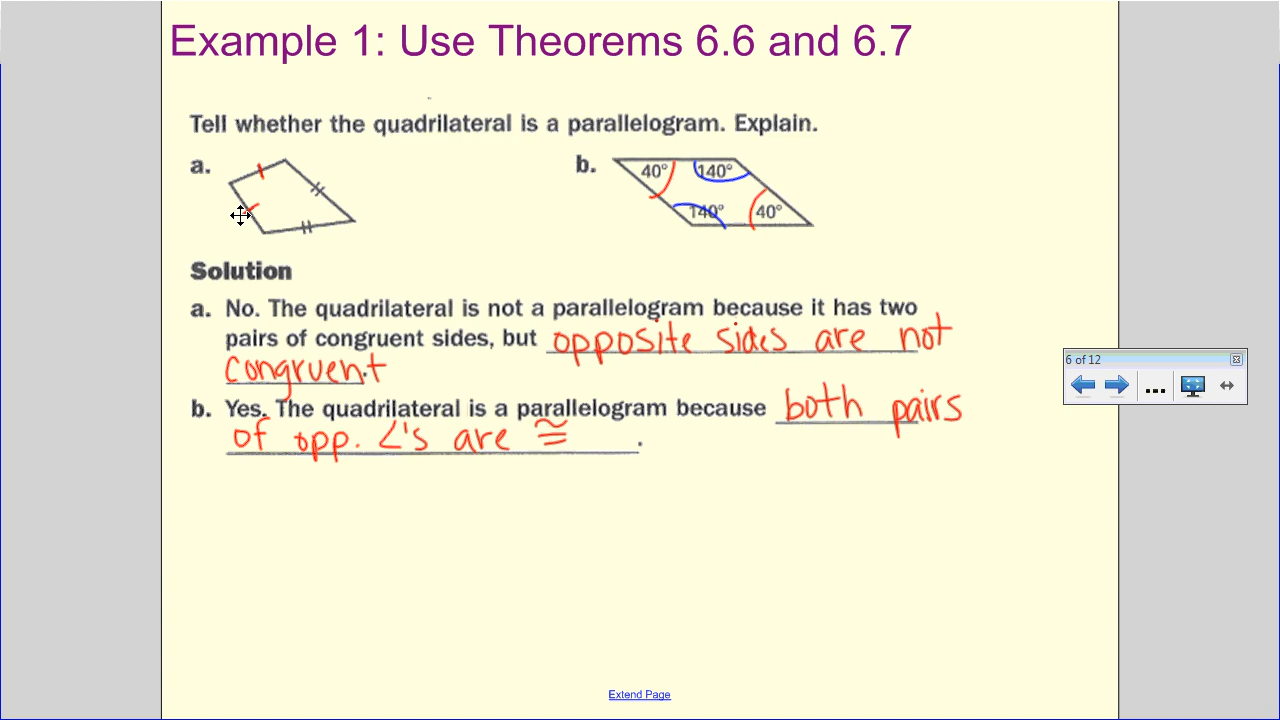 Example 1: Use Theorems 6.6 and 6.7
Tell whether the quadrilateral is a parallelogram. Explain.
a.
b.
40° 140°
140° 40°
Solution
a. No. The quadrilateral is not a parallelogram because it has two
pairs of congruent sides, but opposite sides are not
congruent.
b. Yes. The quadrilateral is a parallelogram because both pairs
of opp. ∠'s are ≅.
6 of 12
...
Extend Page